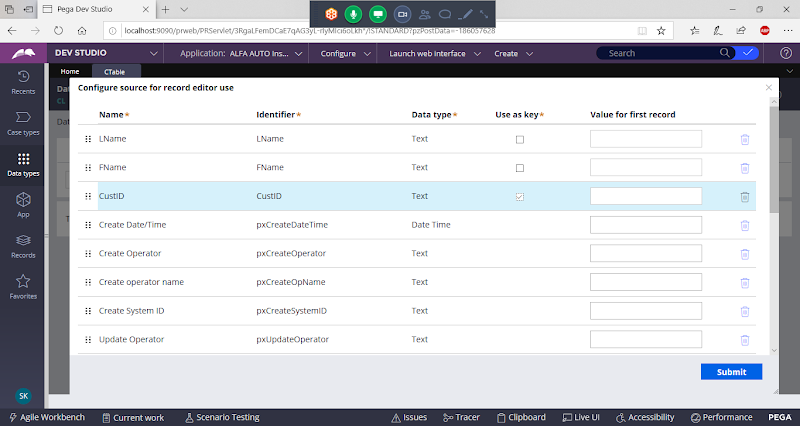 Pega Dev Studio
localhost:9090/prweb/PRServlet/3RgaLFemDCaE7qAG3yL-rlyMlci6oLkh*/!STANDARD?pzPostData=-186057628
DEV STUDIO
Application: ALFA AUTO Ins...
Configure
Launch web interface
Create
Search
Home
CTable
Recents
Case types
Data types
App
Records
Favorites
SK
Configure source for record editor use
Name* Identifier* Data type* Use as key* Value for first record
LName LName Text
FName FName Text
CustID CustID Text
Create Date/Time pxCreateDateTime Date Time
Create Operator pxCreateOperator Text
Create operator name pxCreateOpName Text
Create System ID pxCreateSystemID Text
Update Operator pxUpdateOperator Text
Submit
Agile Workbench
Current work
Scenario Testing
Issues
Tracer
Clipboard
Live UI
Accessibility
Performance
PEGA